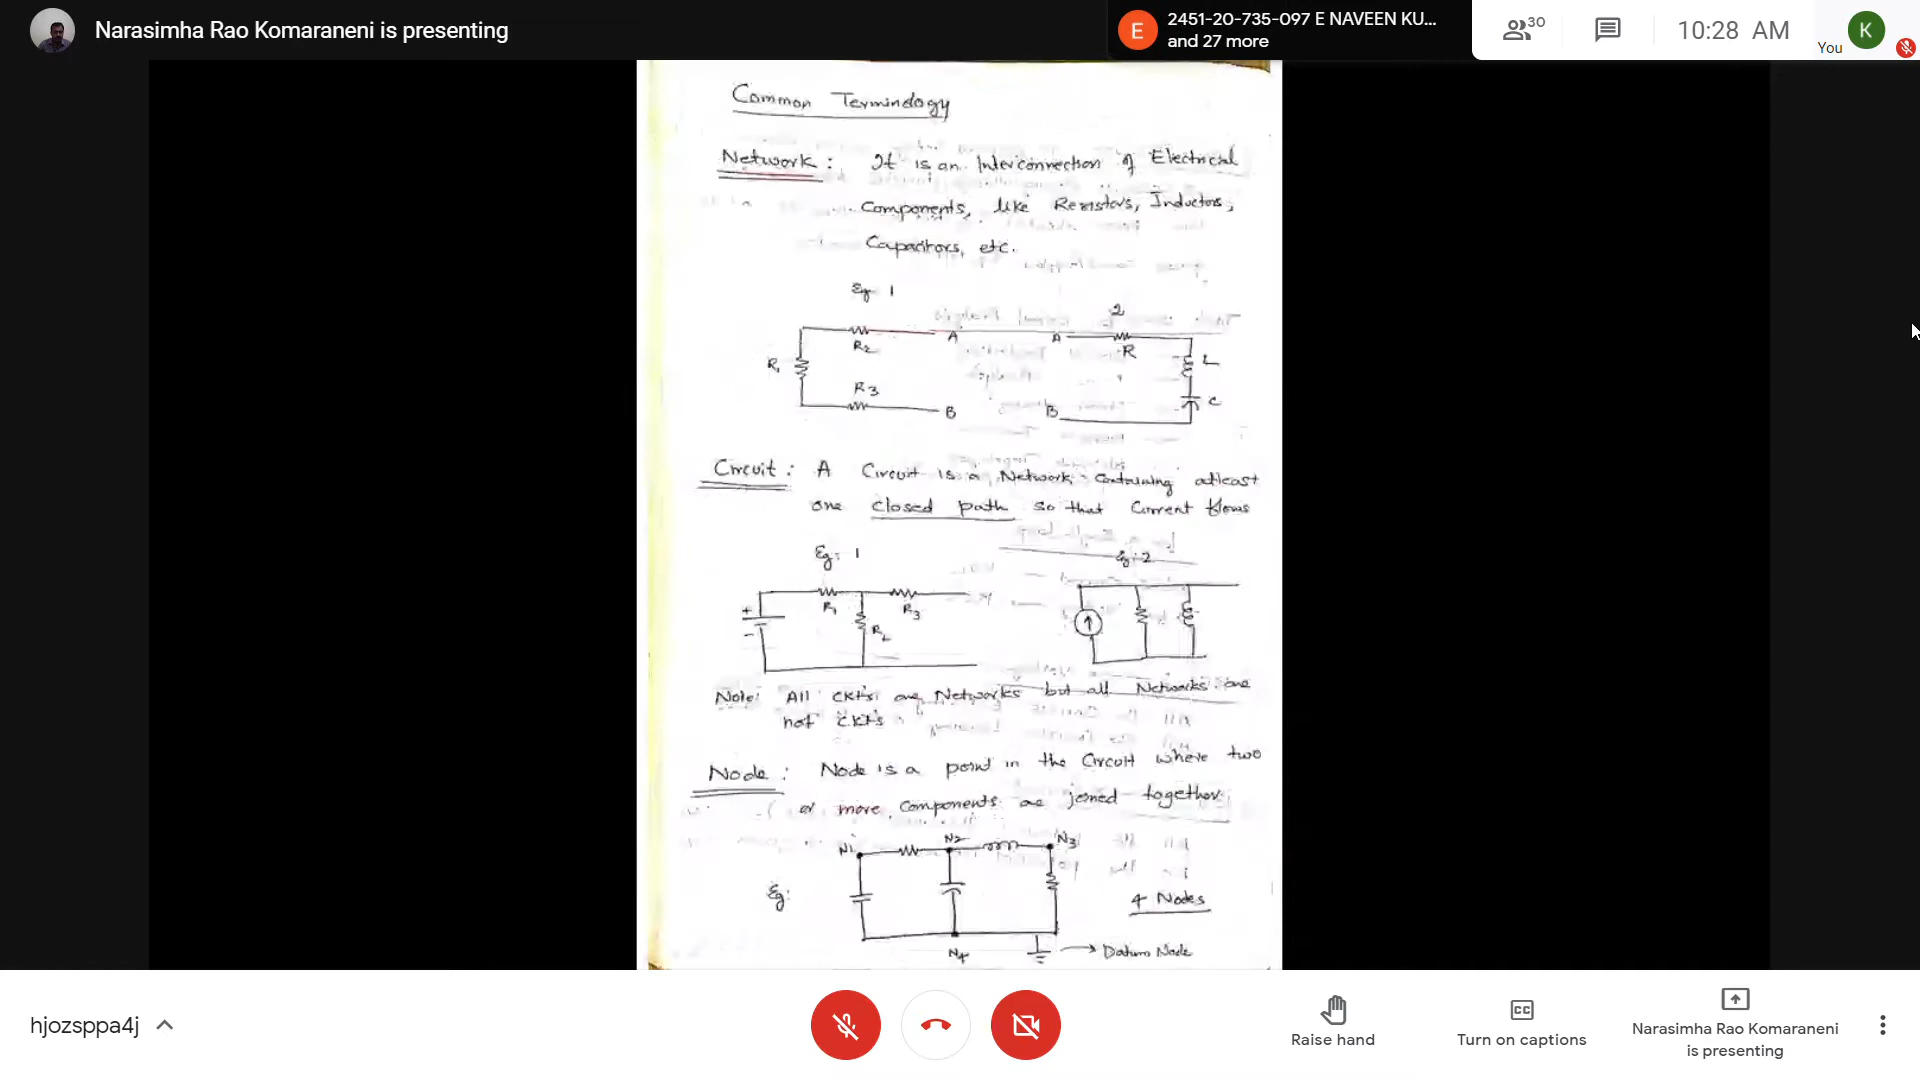 Narasimha Rao Komaraneni is presenting
2451-20-735-097 E NAVEEN KU...
and 27 more
E
30
10:28 AM
You
K
Common Terminology
Network : It is an Interconnection of Electrical
Components, like Resistors, Inductors,
Capacitors, etc.
Eg 1
2
R2 A
A R
R1
L
R3
C
B
B
Circuit : A Circuit is a Network containing atleast
one closed path so that Current flows
Eg: 1
Eg: 2
+
R1
R3
-
R2
Note: All CKTs are Networks but all Networks are
not CKTs
Node : Node is a point in the Circuit where two
or more components are joined together.
N1 N2 N3
Eg:
4 Nodes
N4
Datum Node
hjozsppa4j
Raise hand
CC
Turn on captions
Narasimha Rao Komaraneni
is presenting